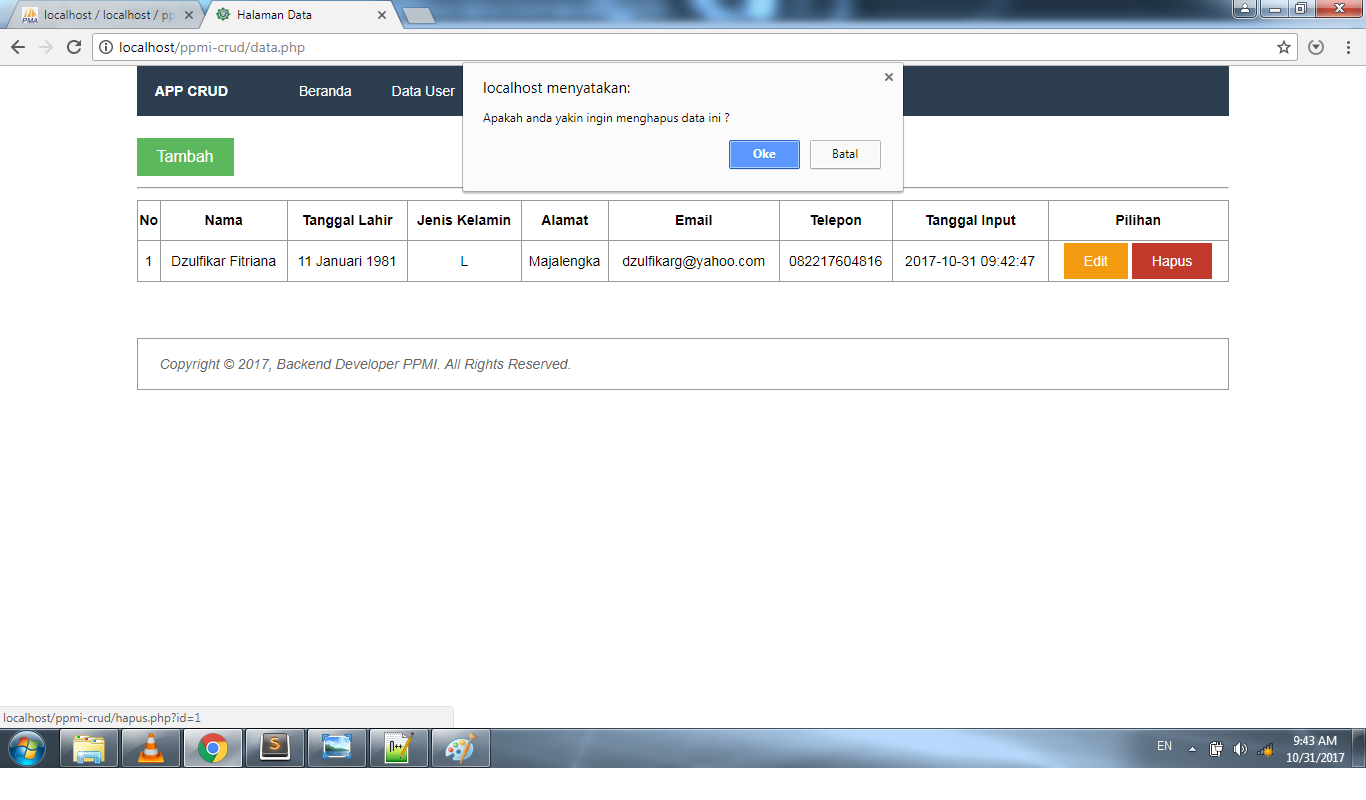 localhost / localhost / pp
Halaman Data
localhost/ppmi-crud/data.php
APP CRUD Beranda Data User
localhost menyatakan:
Apakah anda yakin ingin menghapus data ini ?
Oke Batal
Tambah
No Nama Tanggal Lahir Jenis Kelamin Alamat Email Telepon Tanggal Input Pilihan
1 Dzulfikar Fitriana 11 Januari 1981 L Majalengka dzulfikarg@yahoo.com 082217604816 2017-10-31 09:42:47 Edit Hapus
Copyright © 2017, Backend Developer PPMI. All Rights Reserved.
localhost/ppmi-crud/hapus.php?id=1
EN
9:43 AM
10/31/2017